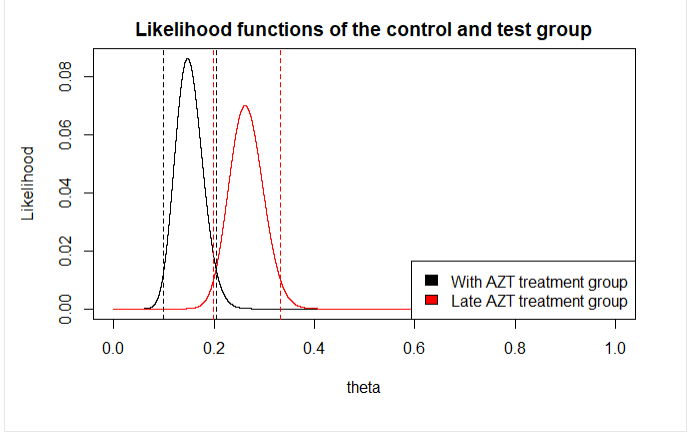 Likelihood functions of the control and test group
Likelihood
0.08
0.06
0.04
0.02
0.00
With AZT treatment group
Late AZT treatment group
0.0 0.2 0.4 0.6 0.8 1.0
theta